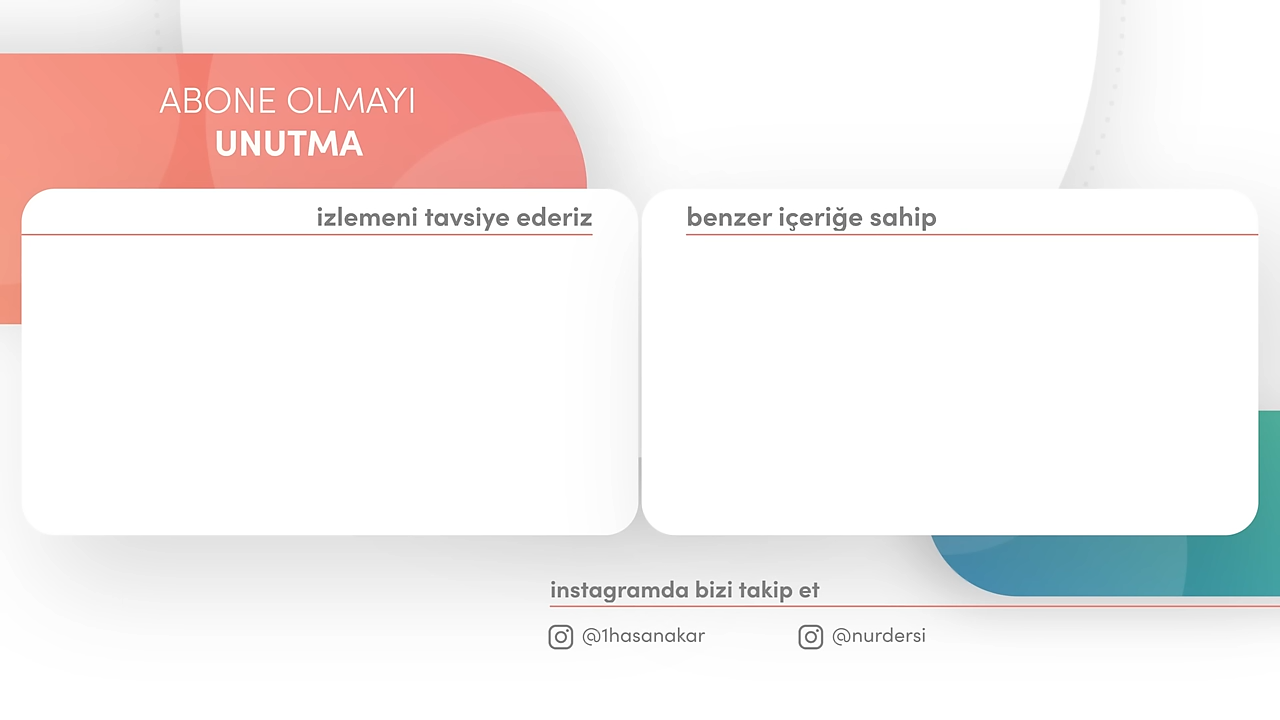 ABONE OLMAYI
UNUTMA
izlemeni tavsiye ederiz
benzer içeriğe sahip
instagramda bizi takip et
@1hasanakar
@nurdersi